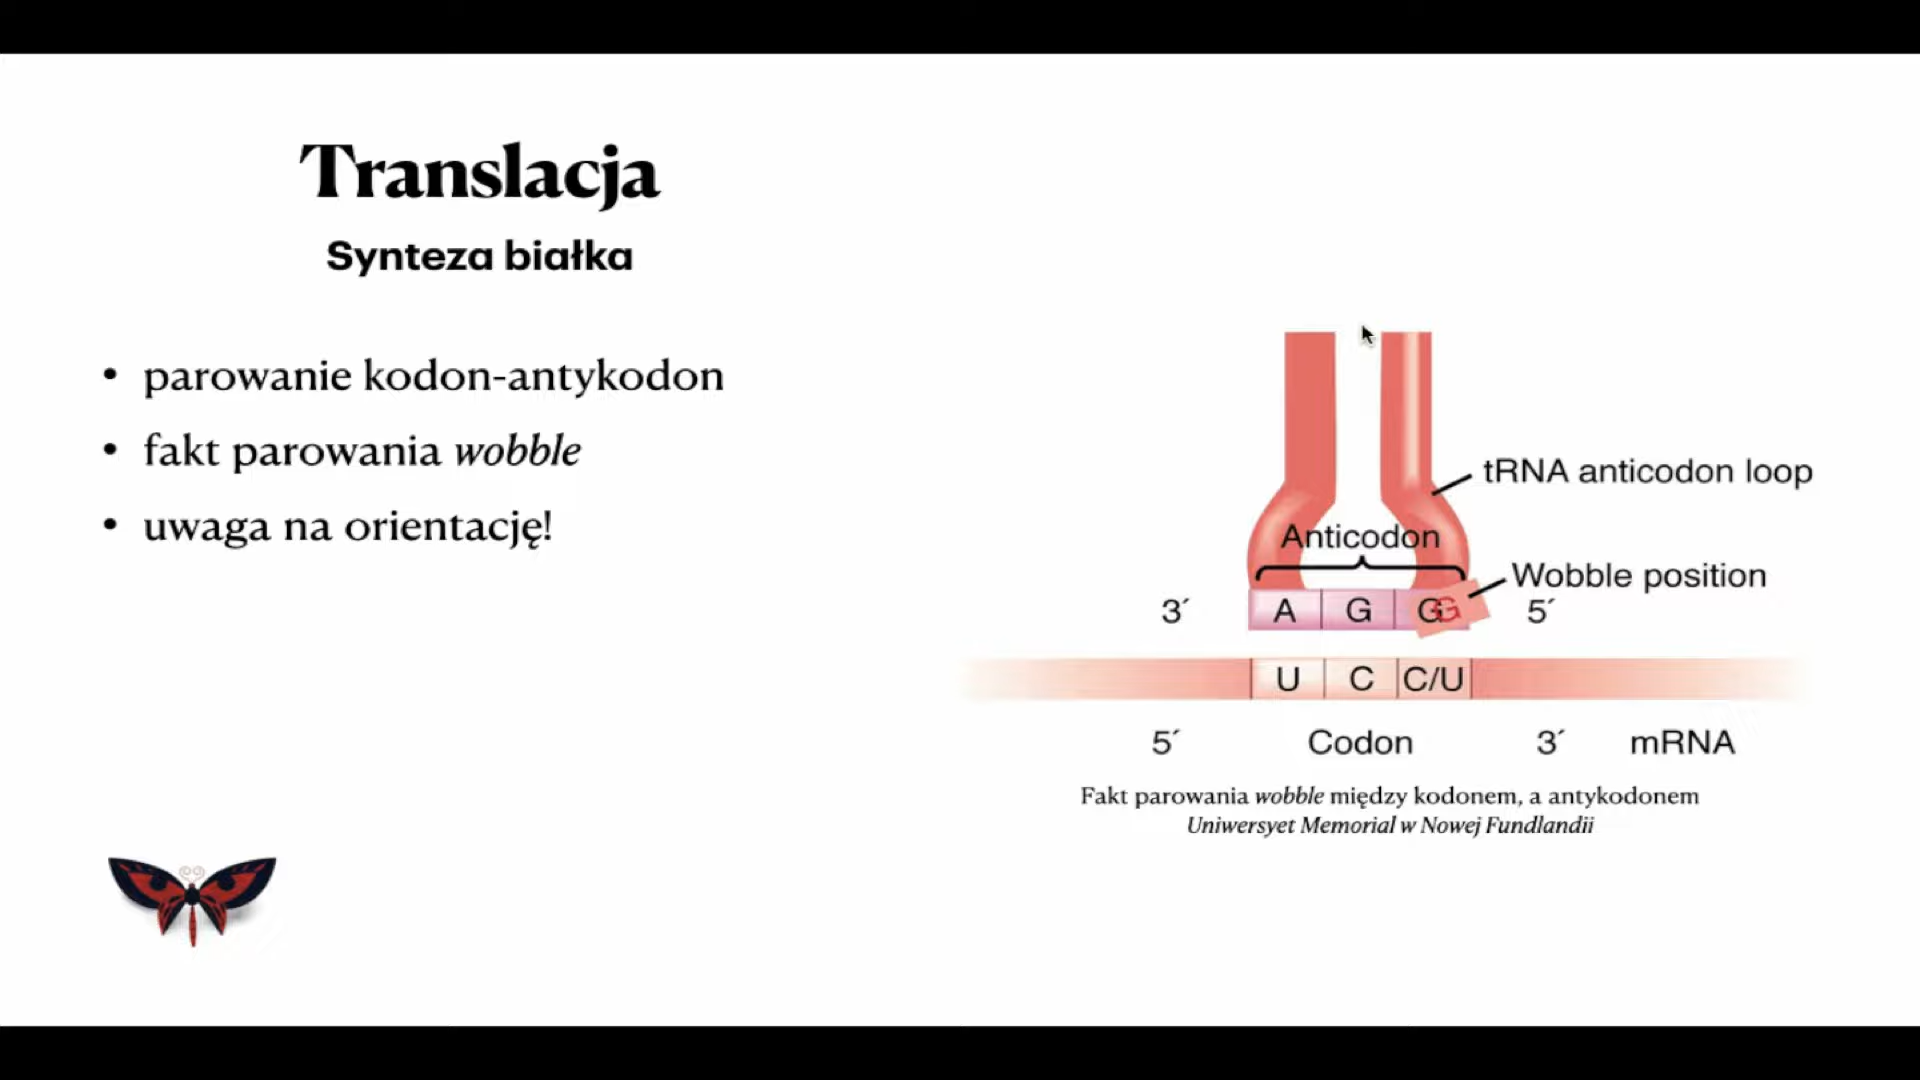 Translacja
Synteza białka
• parowanie kodon-antykodon
• fakt parowania wobble
• uwaga na orientację!
tRNA anticodon loop
Anticodon
Wobble position
3´ A G G G 5´
U C C/U
5´ Codon 3´ mRNA
Fakt parowania wobble między kodonem, a antykodonem
Uniwersyet Memorial w Nowej Fundlandii